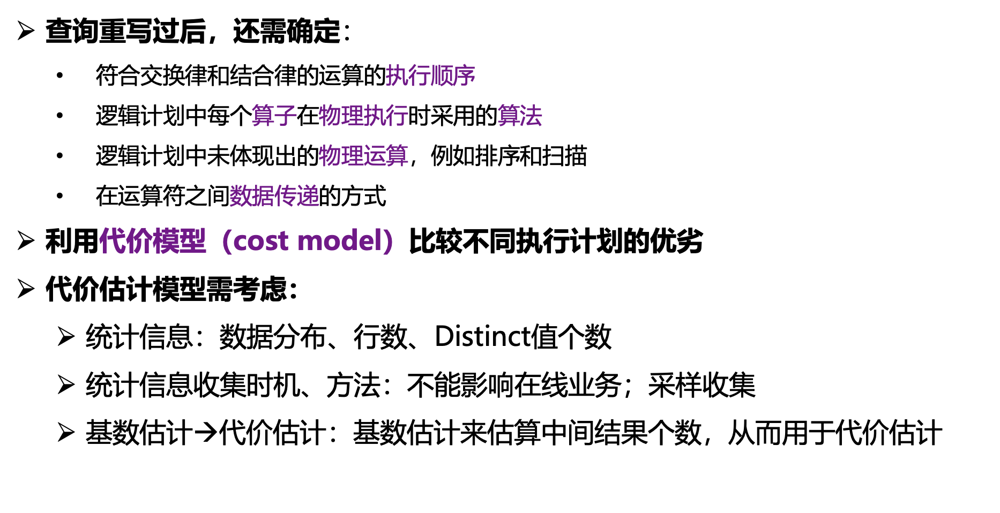 ➢ 查询重写过后，还需确定：
• 符合交换律和结合律的运算的执行顺序
• 逻辑计划中每个算子在物理执行时采用的算法
• 逻辑计划中未体现出的物理运算，例如排序和扫描
• 在运算符之间数据传递的方式
➢ 利用代价模型（cost model）比较不同执行计划的优劣
➢ 代价估计模型需考虑：
➢ 统计信息：数据分布、行数、Distinct值个数
➢ 统计信息收集时机、方法：不能影响在线业务；采样收集
➢ 基数估计→代价估计：基数估计来估算中间结果个数，从而用于代价估计